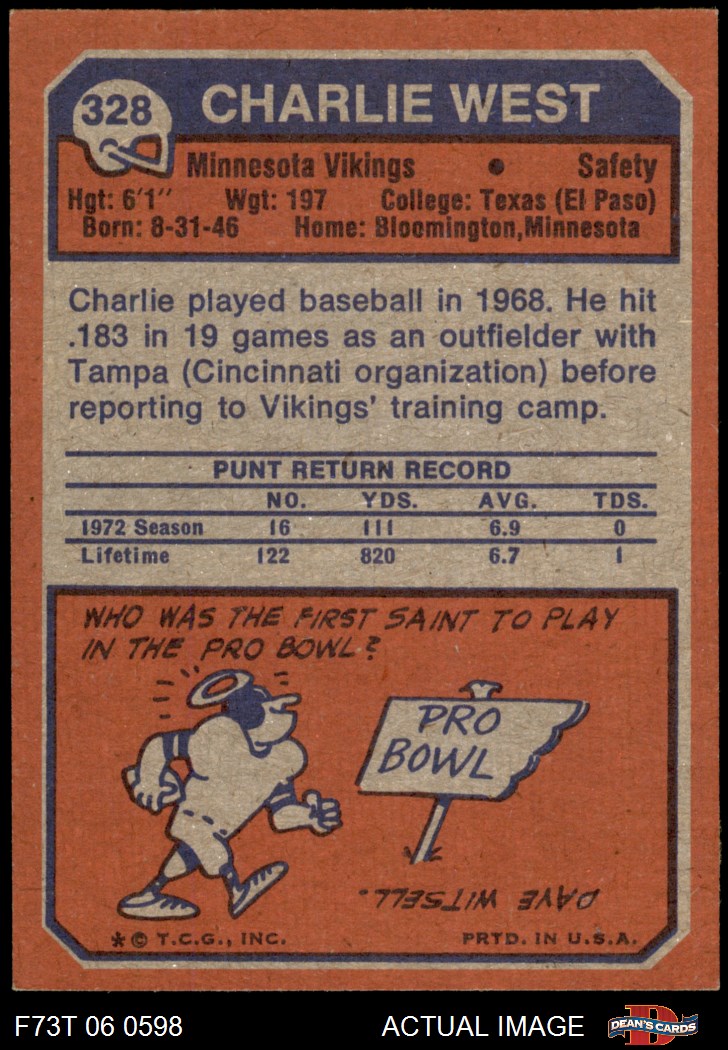 328
CHARLIE WEST
Minnesota Vikings • Safety
Hgt: 6'1" Wgt: 197 College: Texas (El Paso)
Born: 8-31-46 Home: Bloomington,Minnesota
Charlie played baseball in 1968. He hit
.183 in 19 games as an outfielder with
Tampa (Cincinnati organization) before
reporting to Vikings' training camp.
PUNT RETURN RECORD
NO. YDS. AVG. TDS.
1972 Season 16 111 6.9 0
Lifetime 122 820 6.7 1
WHO WAS THE FIRST SAINT TO PLAY
IN THE PRO BOWL?
PRO
BOWL
DAVE WITSELL.
* © T.C.G., INC. PRTD. IN U.S.A.
F73T 06 0598 ACTUAL IMAGE DEAN'S CARDS